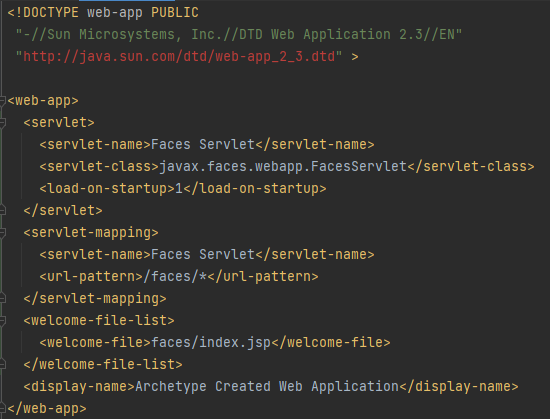 <!DOCTYPE web-app PUBLIC
 "-//Sun Microsystems, Inc.//DTD Web Application 2.3//EN"
 "http://java.sun.com/dtd/web-app_2_3.dtd" >

<web-app>
  <servlet>
    <servlet-name>Faces Servlet</servlet-name>
    <servlet-class>javax.faces.webapp.FacesServlet</servlet-class>
    <load-on-startup>1</load-on-startup>
  </servlet>
  <servlet-mapping>
    <servlet-name>Faces Servlet</servlet-name>
    <url-pattern>/faces/*</url-pattern>
  </servlet-mapping>
  <welcome-file-list>
    <welcome-file>faces/index.jsp</welcome-file>
  </welcome-file-list>
  <display-name>Archetype Created Web Application</display-name>
</web-app>